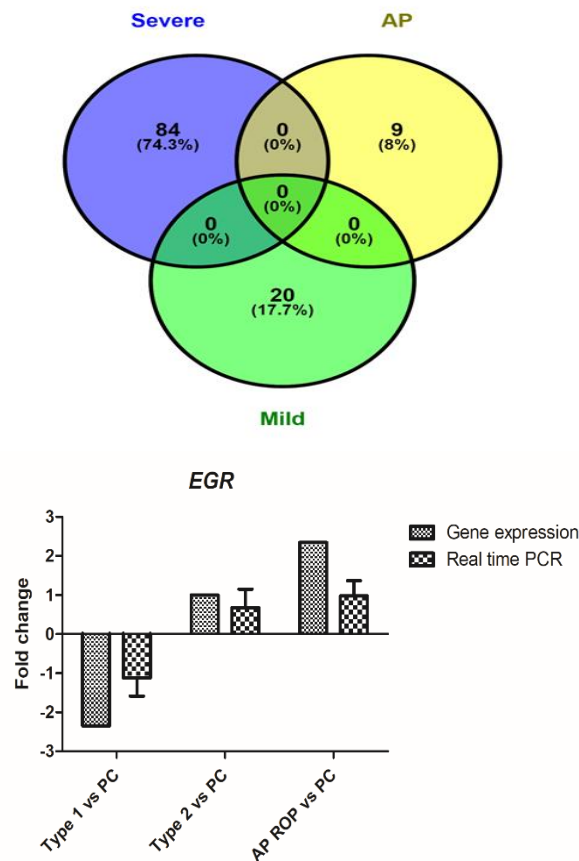 Severe
AP
84
(74.3%)
0
(0%)
9
(8%)
0
(0%)
0
(0%)
0
(0%)
20
(17.7%)
Mild
EGR
Gene expression
Real time PCR
Fold change
3
2
1
0
-1
-2
-3
Type 1 vs PC
Type 2 vs PC
AP ROP vs PC